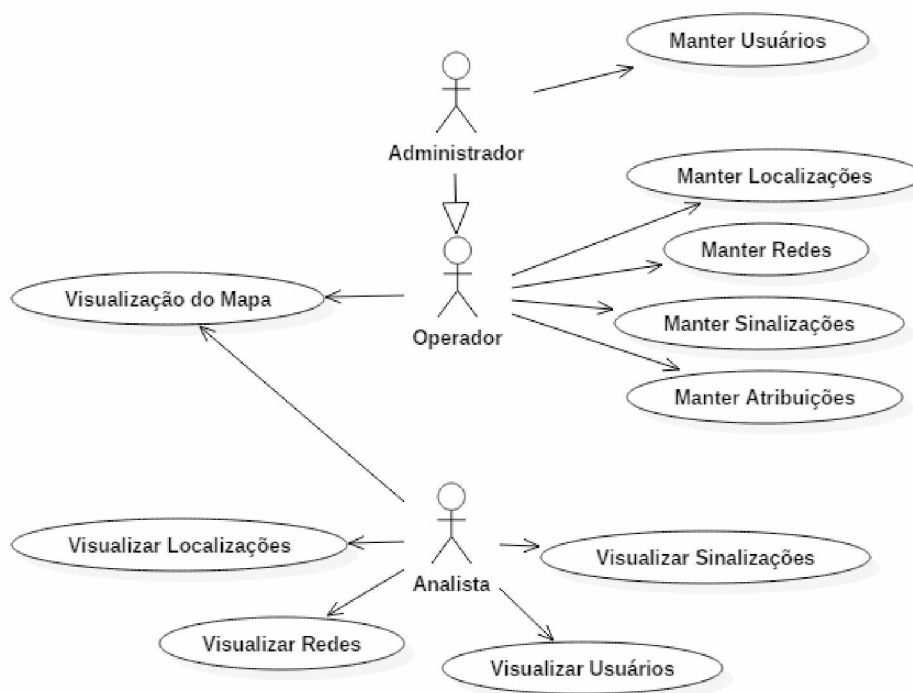 Manter Usuários
Administrador
Manter Localizações
Manter Redes
Visualização do Mapa
Operador
Manter Sinalizações
Manter Atribuições
Visualizar Localizações
Analista
Visualizar Sinalizações
Visualizar Redes
Visualizar Usuários